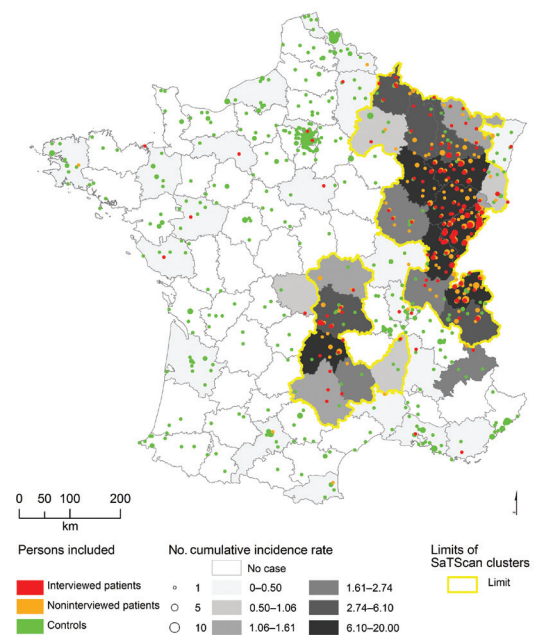 0 50 100 200
km
Persons included
Interviewed patients
Noninterviewed patients
Controls
No. cumulative incidence rate
No case
1 0–0.50 1.61–2.74
5 0.50–1.06 2.74–6.10
10 1.06–1.61 6.10–20.00
Limits of
SaTScan clusters
Limit